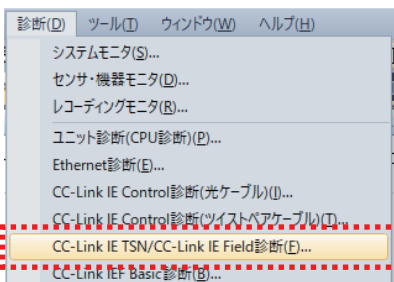 診断(D) ツール(T) ウィンドウ(W) ヘルプ(H)
システムモニタ(S)...
センサ・機器モニタ(D)...
レコーディングモニタ(R)...
ユニット診断(CPU診断)(P)...
Ethernet診断(E)...
CC-Link IE Control診断(光ケーブル)(I)...
CC-Link IE Control診断(ツイストペアケーブル)(T)...
CC-Link IE TSN/CC-Link IE Field診断(F)...
CC-Link IEF Basic診断(B)...